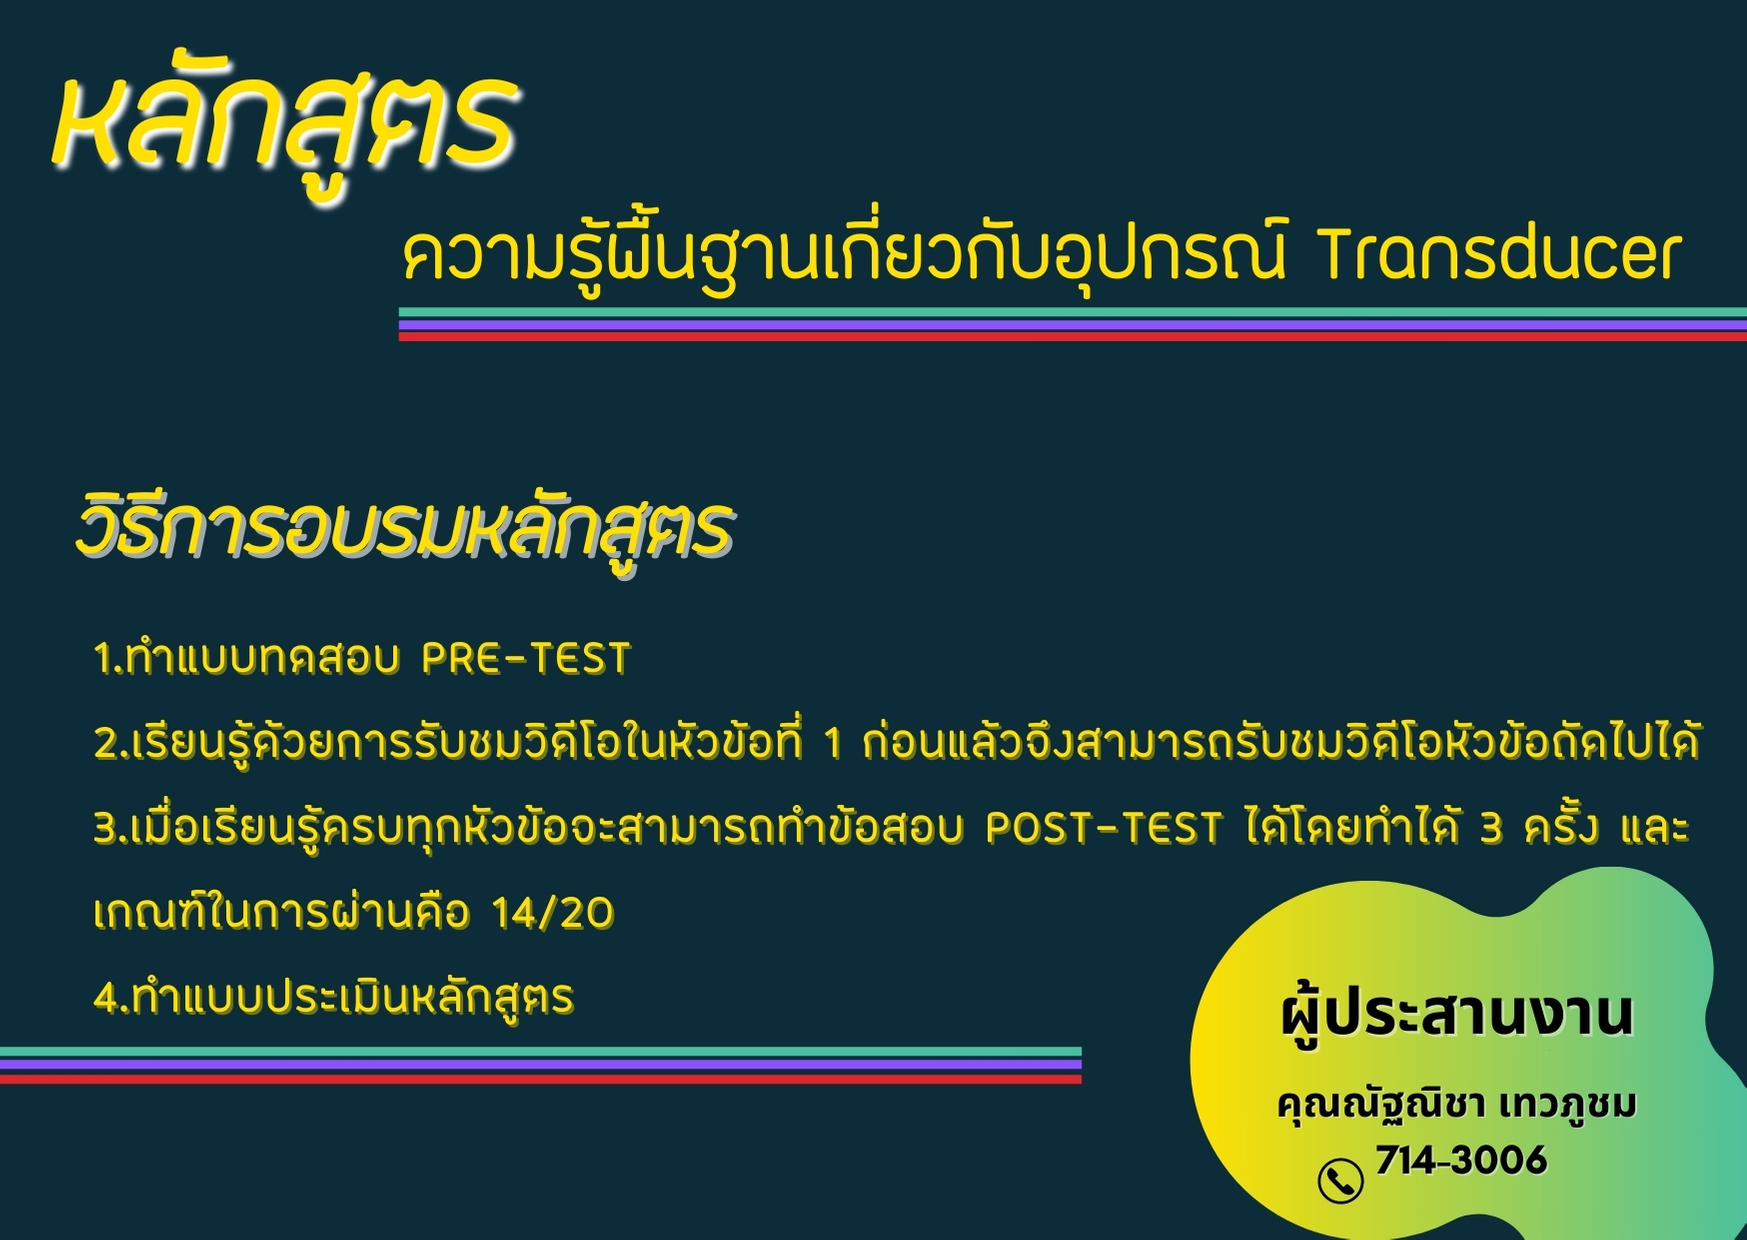 หลักสูตร
ความรู้พื้นฐานเกี่ยวกับอุปกรณ์ Transducer
วิธีการอบรมหลักสูตร
1.ทำแบบทดสอบ PRE-TEST
2.เรียนรู้ด้วยการรับชมวิดีโอในหัวข้อที่ 1 ก่อนแล้วจึงสามารถรับชมวิดีโอหัวข้อถัดไปได้
3.เมื่อเรียนรู้ครบทุกหัวข้อจะสามารถทำข้อสอบ POST-TEST ได้โดยทำได้ 3 ครั้ง และ
เกณฑ์ในการผ่านคือ 14/20
4.ทำแบบประเมินหลักสูตร
ผู้ประสานงาน
คุณณัฐณิชา เทวภูชม
714-3006